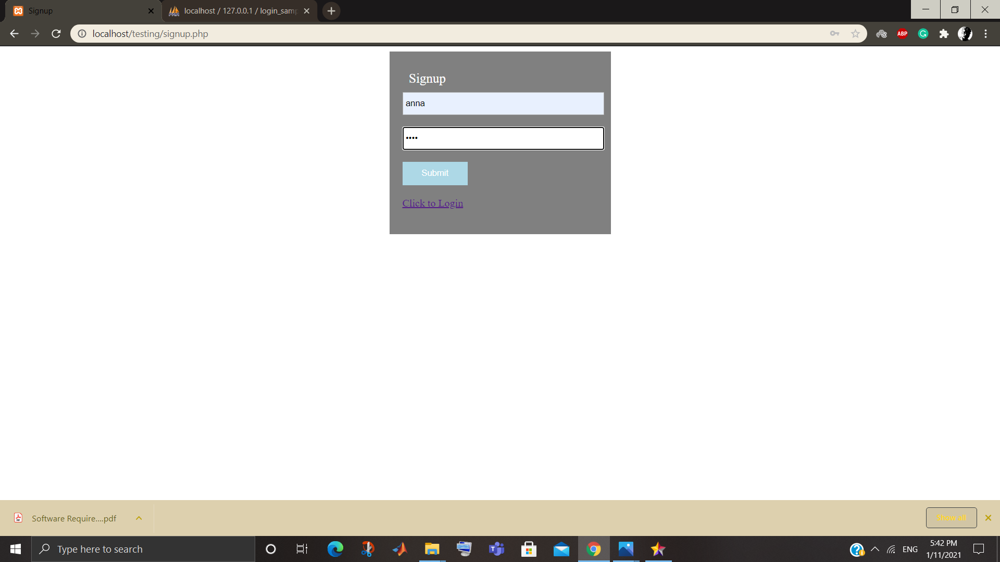 Signup
localhost / 127.0.0.1 / login_samp
localhost/testing/signup.php
ABP
Signup
anna
••••
Submit
Click to Login
Software Require....pdf
Show all
Type here to search
ENG
5:42 PM
1/11/2021